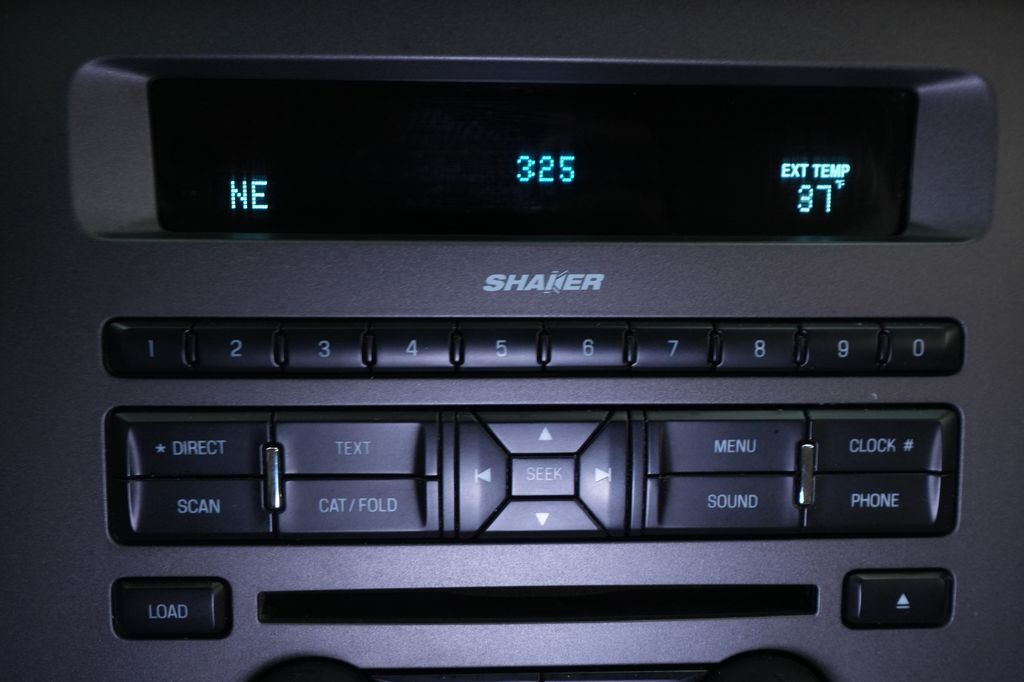 325
EXT TEMP
NE 37°F
SHAKER
1 2 3 4 5 6 7 8 9 0
* DIRECT TEXT MENU CLOCK #
SEEK
SCAN CAT/FOLD SOUND PHONE
LOAD